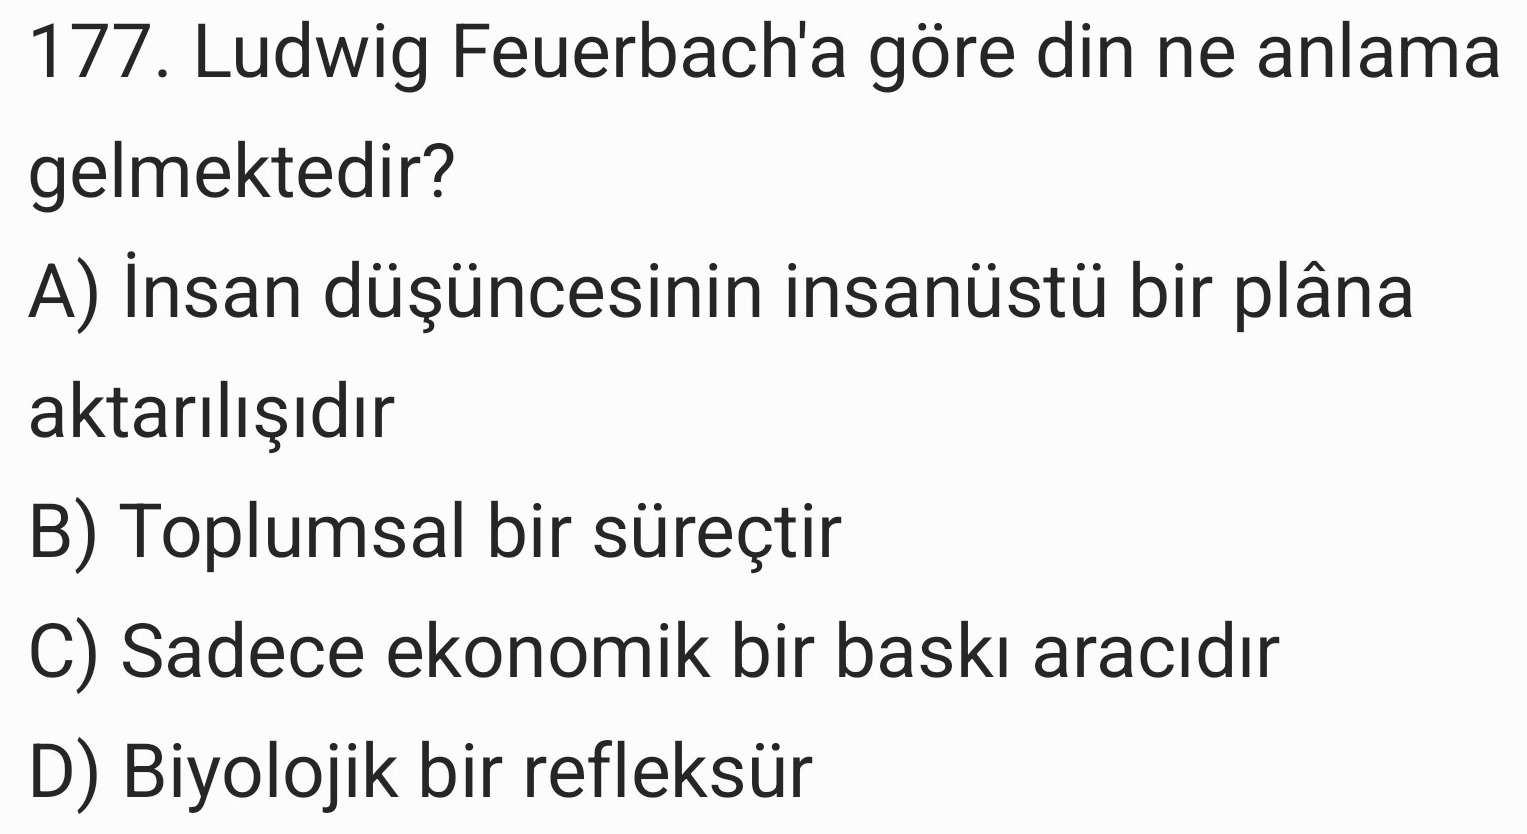 177. Ludwig Feuerbach'a göre din ne anlama
gelmektedir?
A) İnsan düşüncesinin insanüstü bir plâna
aktarılışıdır
B) Toplumsal bir süreçtir
C) Sadece ekonomik bir baskı aracıdır
D) Biyolojik bir refleksür